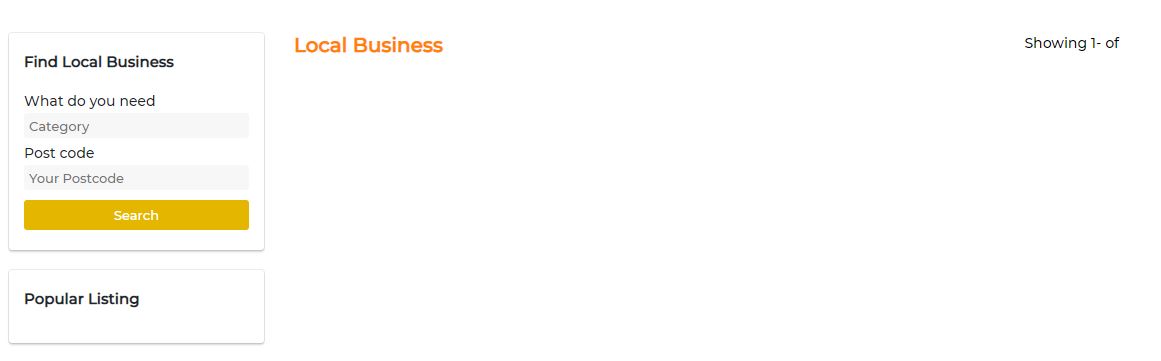 Find Local Business
What do you need
Category
Post code
Your Postcode
Search
Popular Listing
Local Business
Showing 1- of